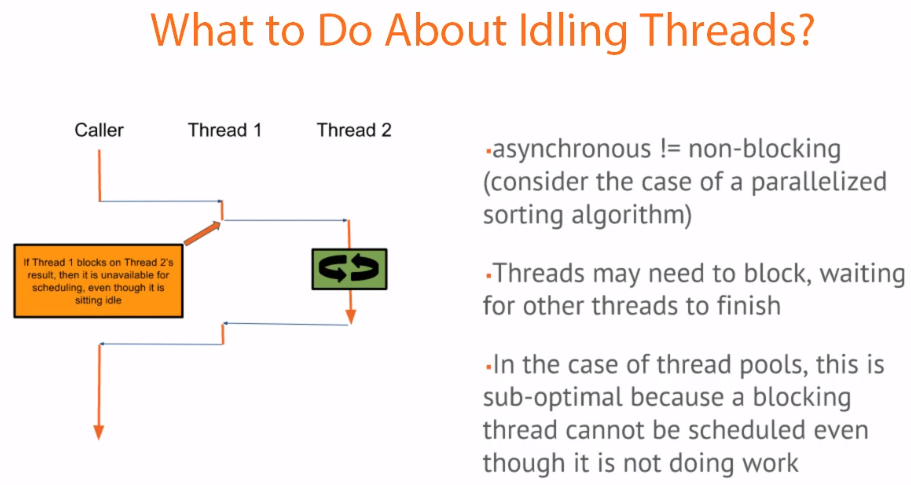 What to Do About Idling Threads?
Caller Thread 1 Thread 2
If Thread 1 blocks on Thread 2's
result, then it is unavailable for
scheduling, even though it is
sitting idle
▪asynchronous != non-blocking
(consider the case of a parallelized
sorting algorithm)
▪Threads may need to block, waiting
for other threads to finish
▪In the case of thread pools, this is
sub-optimal because a blocking
thread cannot be scheduled even
though it is not doing work